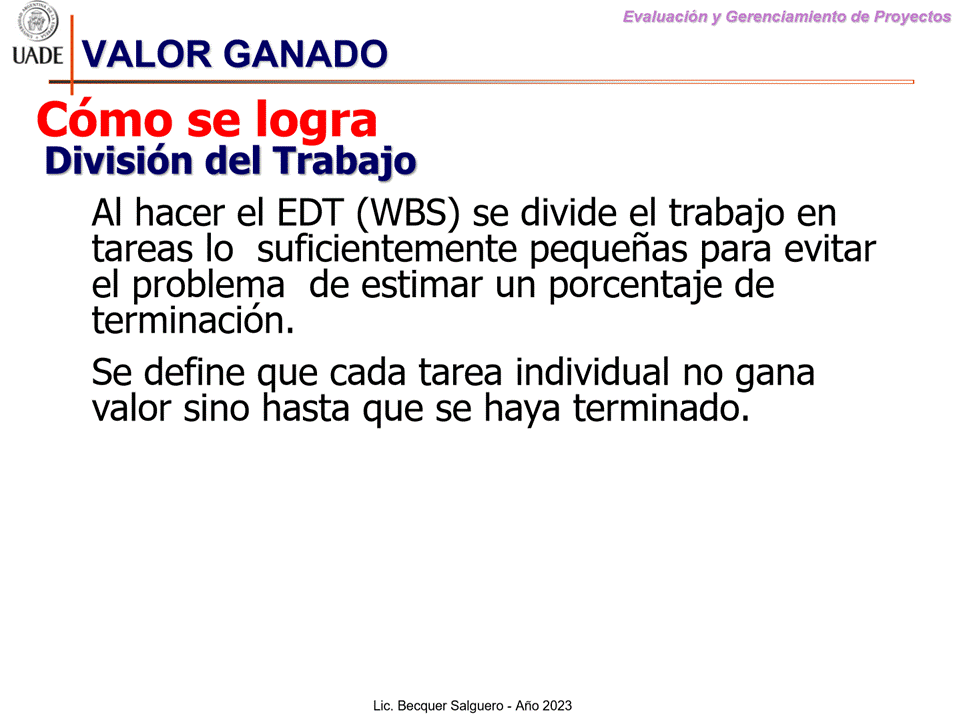 Evaluación y Gerenciamiento de Proyectos
UADE
VALOR GANADO
Cómo se logra
División del Trabajo
Al hacer el EDT (WBS) se divide el trabajo en
tareas lo suficientemente pequeñas para evitar
el problema de estimar un porcentaje de
terminación.
Se define que cada tarea individual no gana
valor sino hasta que se haya terminado.
Lic. Becquer Salguero - Año 2023